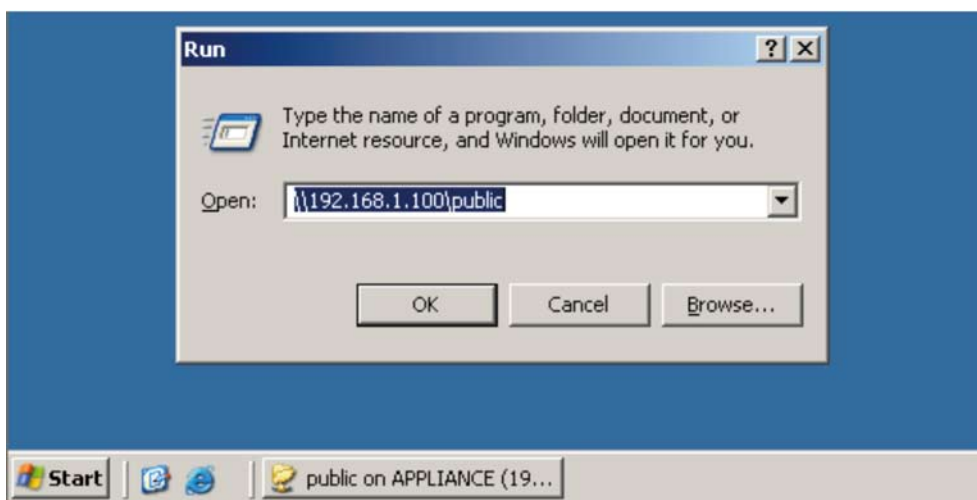 Run
Type the name of a program, folder, document, or
Internet resource, and Windows will open it for you.
Open: \\192.168.1.100\public
OK Cancel Browse...
Start public on APPLIANCE (19...